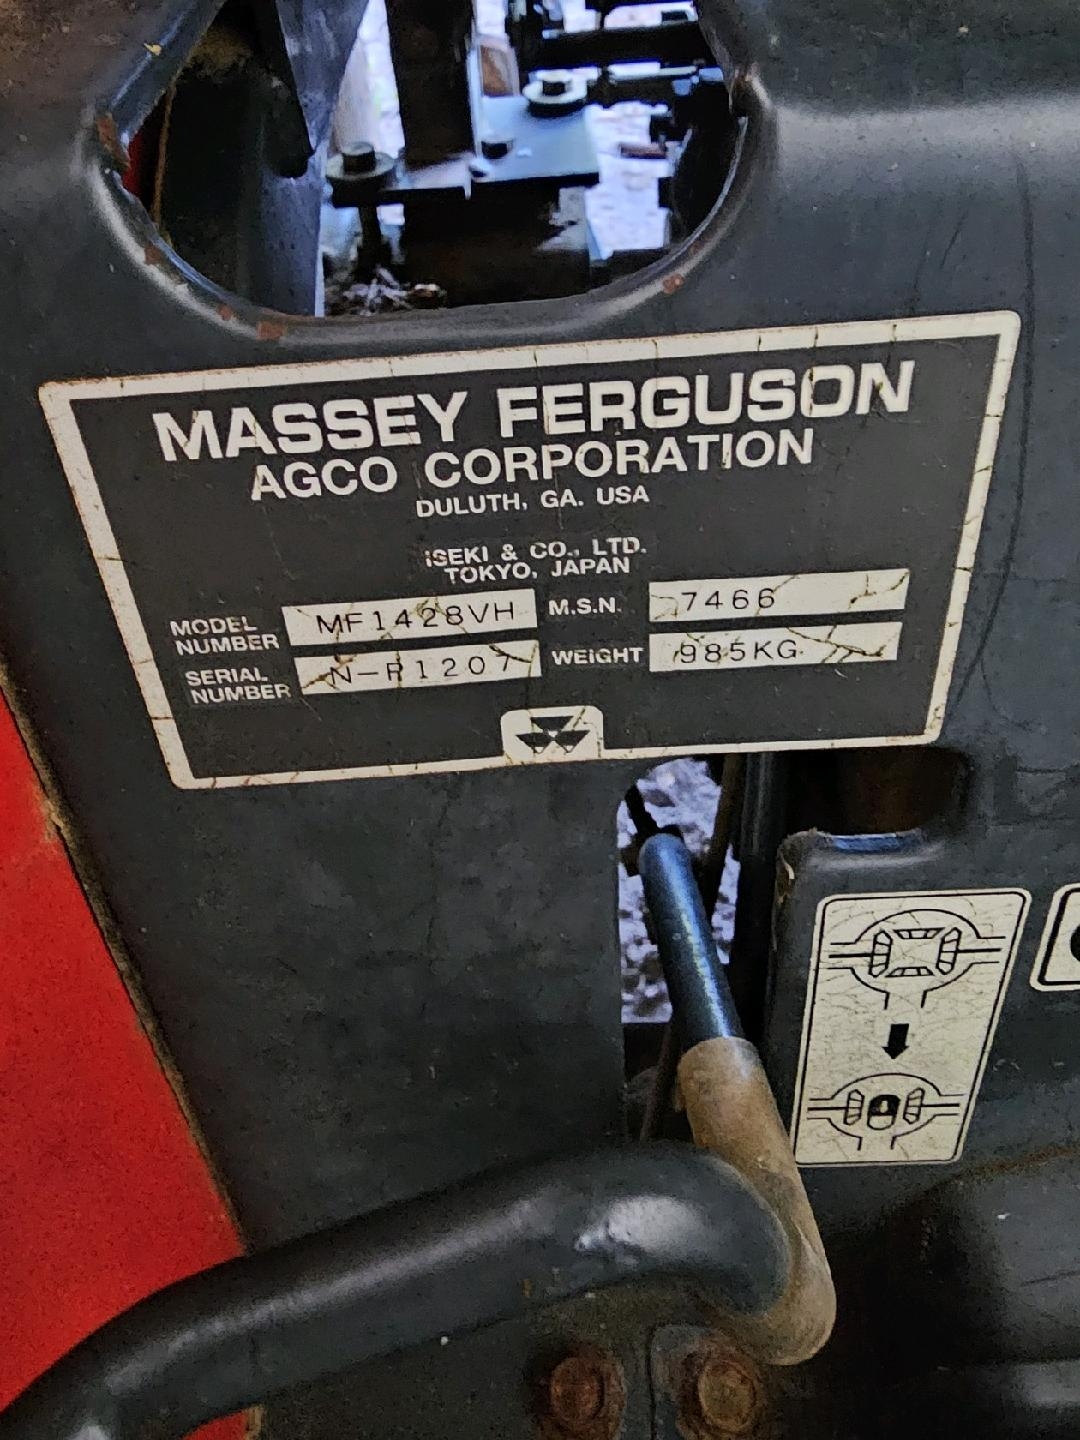 MASSEY FERGUSON
AGCO CORPORATION
DULUTH, GA. USA
ISEKI & CO., LTD.
TOKYO, JAPAN
MODEL NUMBER MF1428VH M.S.N. 7466
SERIAL NUMBER N-R1207 WEIGHT 985KG